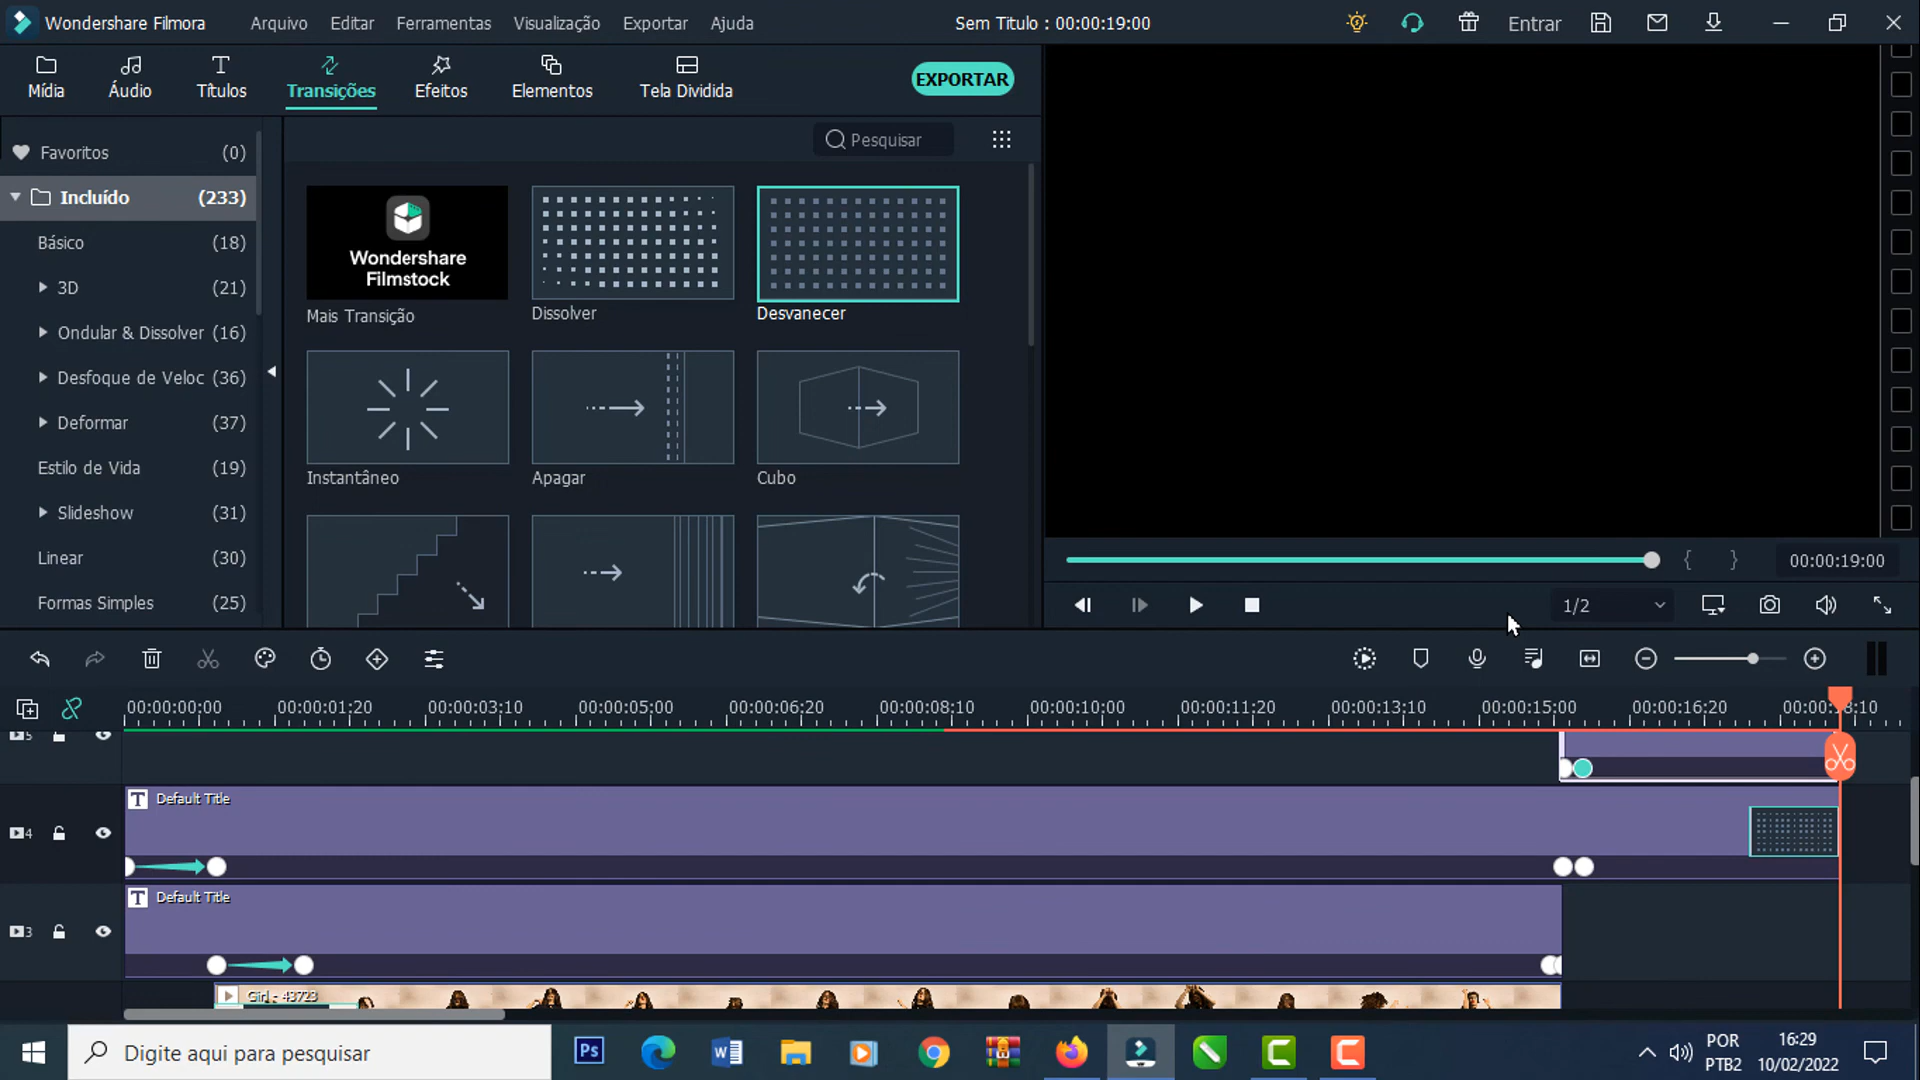 Wondershare Filmora
Arquivo
Editar
Ferramentas
Visualização
Exportar
Ajuda
Sem Titulo : 00:00:19:00
Entrar
Mídia
Áudio
Títulos
Transições
Efeitos
Elementos
Tela Dividida
EXPORTAR
Favoritos (0)
Incluído (233)
Básico (18)
3D (21)
Ondular & Dissolver (16)
Desfoque de Veloc (36)
Deformar (37)
Estilo de Vida (19)
Slideshow (31)
Linear (30)
Formas Simples (25)
Pesquisar
Wondershare
Filmstock
Mais Transição
Dissolver
Desvanecer
Instantâneo
Apagar
Cubo
{ }
00:00:19:00
1/2
00:00:00:00
00:00:01:20
00:00:03:10
00:00:05:00
00:00:06:20
00:00:08:10
00:00:10:00
00:00:11:20
00:00:13:10
00:00:15:00
00:00:16:20
00:00:18:10
5
T Default Title
4
T Default Title
3
Girl - 43723
Digite aqui para pesquisar
Ps
POR
PTB2
16:29
10/02/2022